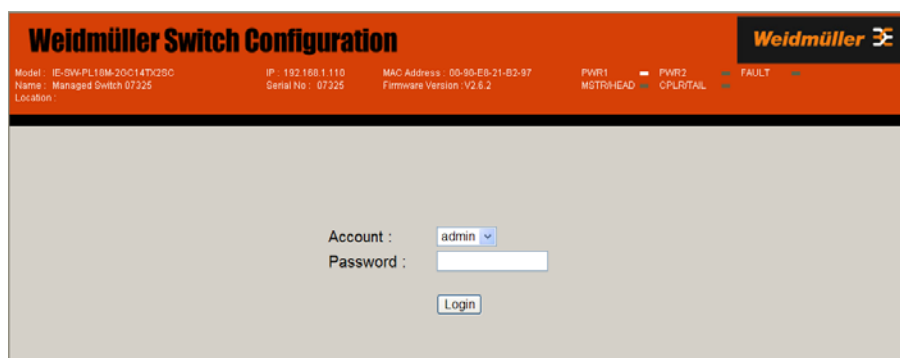 Weidmüller Switch Configuration
Weidmüller
Model : IE-SW-PL18M-2GC14TX2SC
IP : 192.168.1.110
MAC Address : 00-90-E8-21-B2-97
PWR1
PWR2
FAULT
Name : Managed Switch 07325
Serial No : 07325
Firmware Version : V2.6.2
MSTR/HEAD
CPLR/TAIL
Location :
Account :
admin
Password :
Login